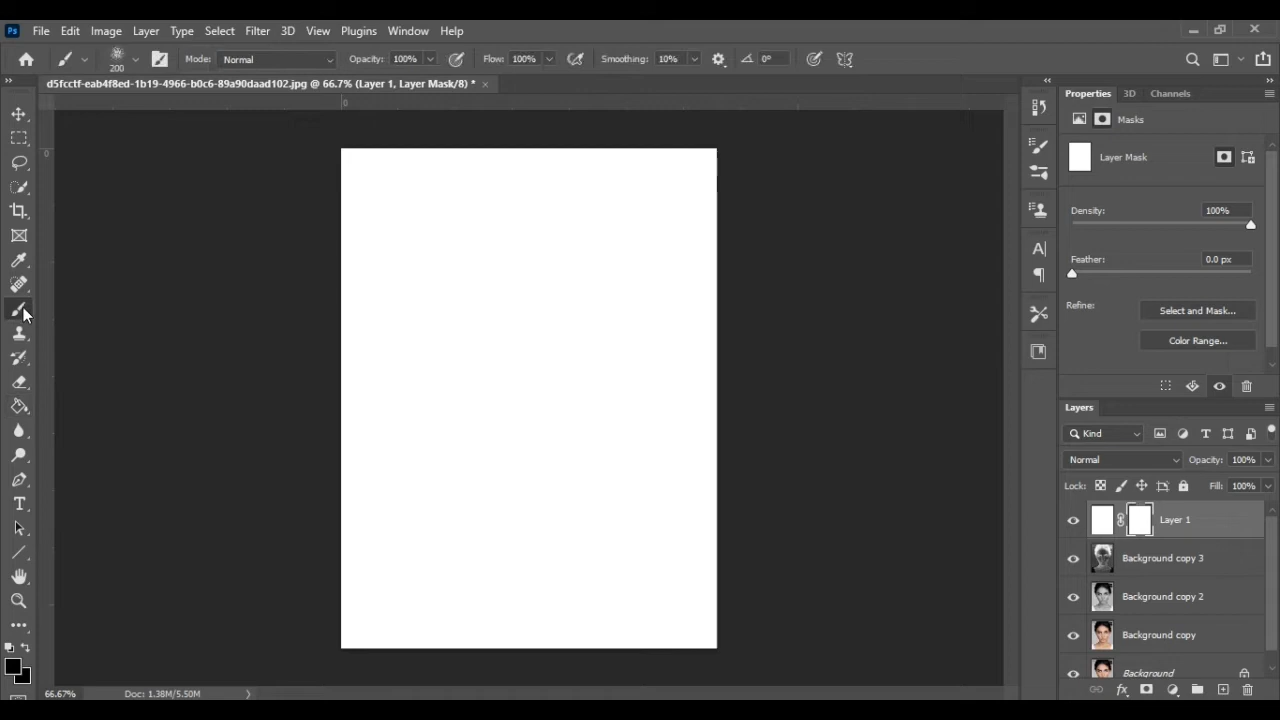 Ps File Edit Image Layer Type Select Filter 3D View Plugins Window Help
200 Mode: Normal Opacity: 100% Flow: 100% Smoothing: 10% 0°
d5fcctf-eab4f8ed-1b19-4966-b0c6-89a90daad102.jpg @ 66.7% (Layer 1, Layer Mask/8) *
0
0
Properties 3D Channels
Masks
Layer Mask
Density: 100%
Feather: 0.0 px
Refine: Select and Mask...
Color Range...
Layers
Kind
Normal Opacity: 100%
Lock: Fill: 100%
Layer 1
Background copy 3
Background copy 2
Background copy
Background
66.67% Doc: 1.38M/5.50M